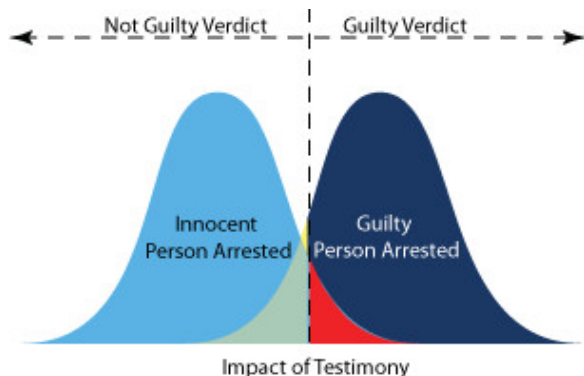 Not Guilty Verdict
Guilty Verdict
Innocent
Person Arrested
Guilty
Person Arrested
Impact of Testimony